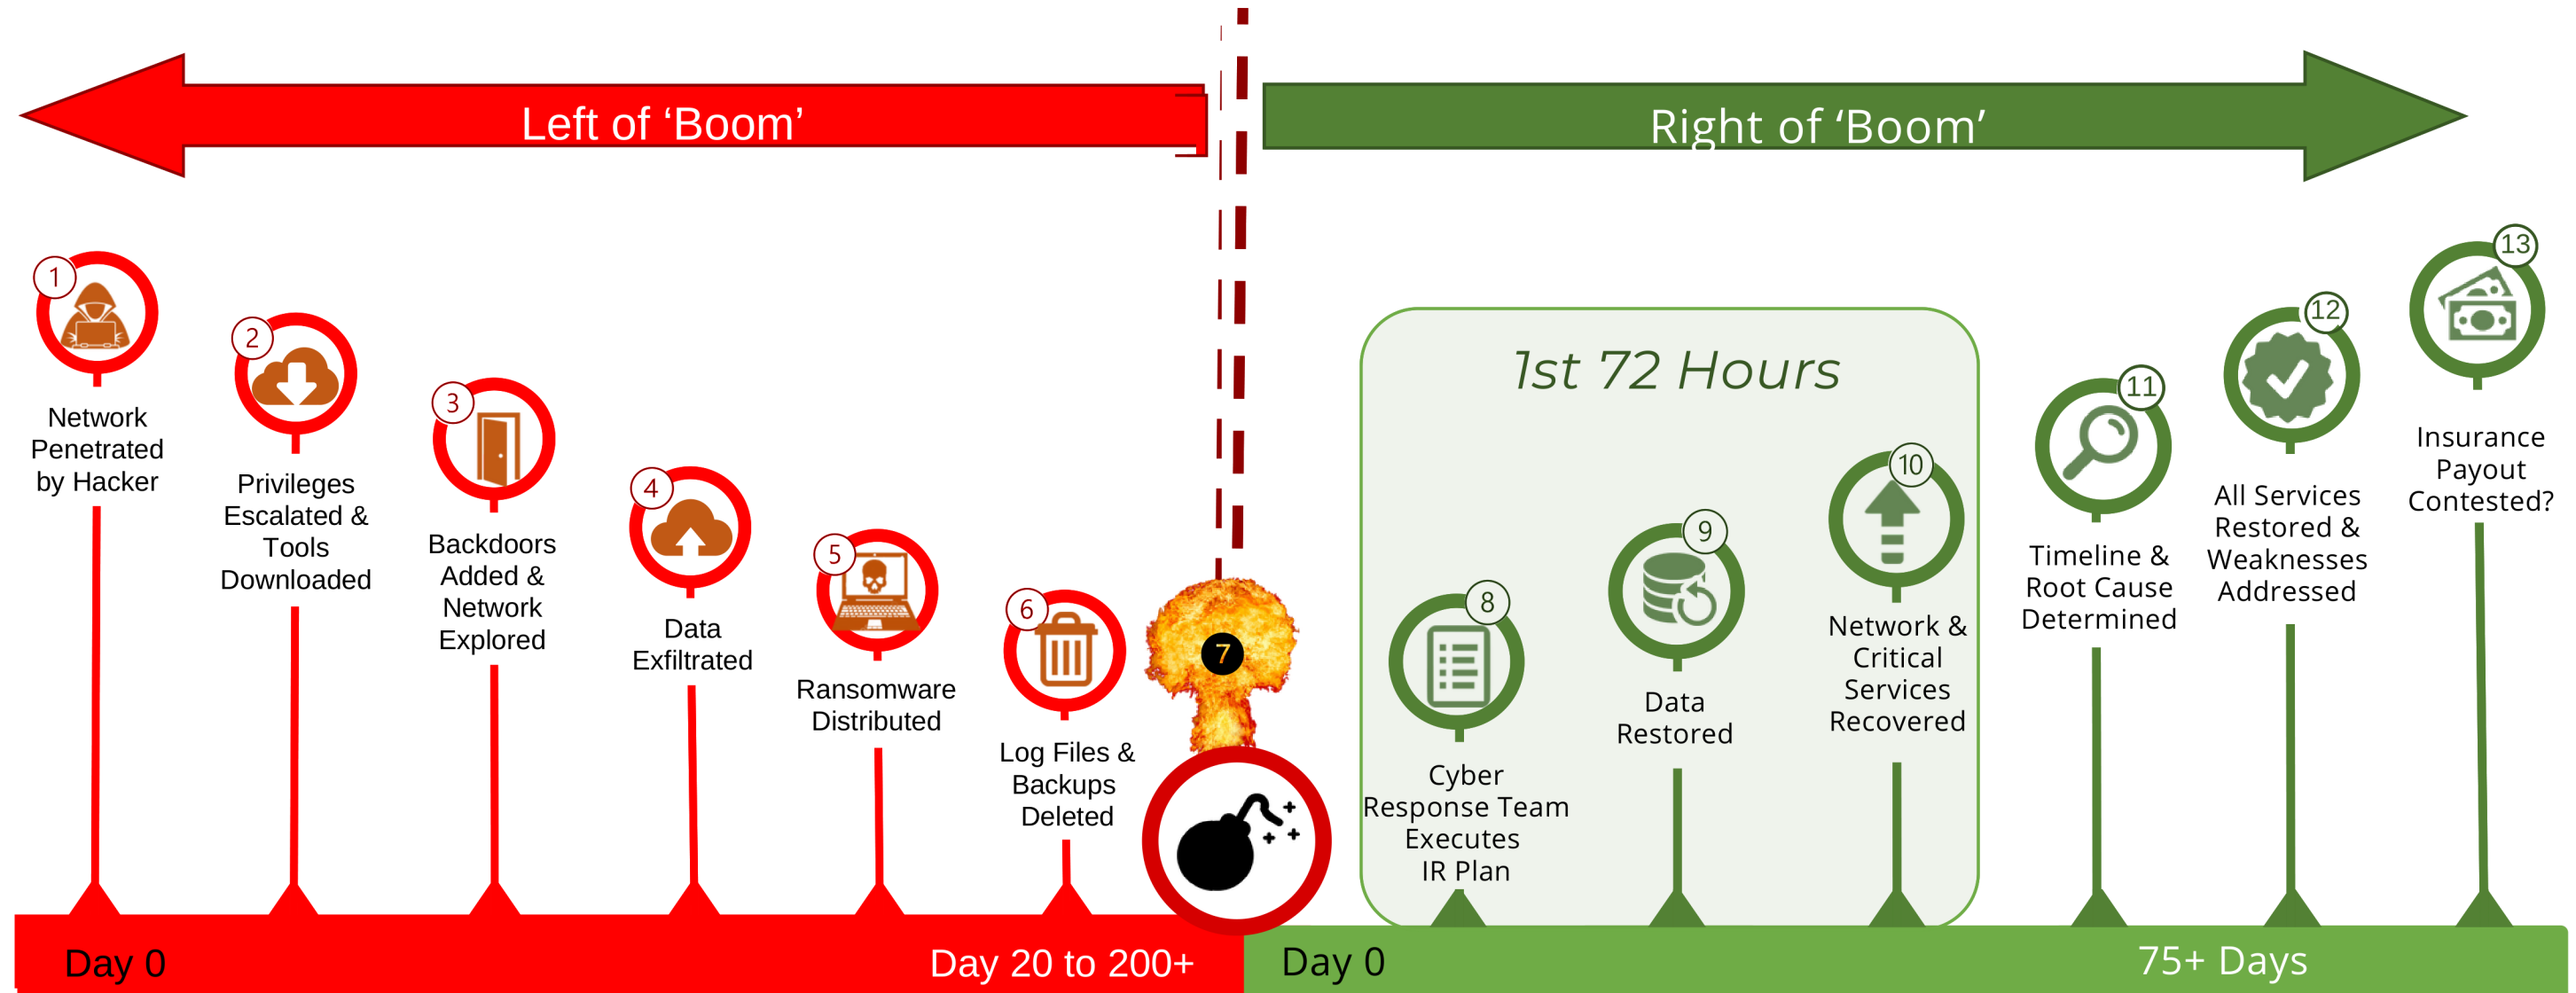 Left of ‘Boom’
Right of ‘Boom’
1
Network
Penetrated
by Hacker
2
Privileges
Escalated &
Tools
Downloaded
3
Backdoors
Added &
Network
Explored
4
Data
Exfiltrated
5
Ransomware
Distributed
6
Log Files &
Backups
Deleted
7
1st 72 Hours
8
Cyber
Response Team
Executes
IR Plan
9
Data
Restored
10
Network &
Critical
Services
Recovered
11
Timeline &
Root Cause
Determined
12
All Services
Restored &
Weaknesses
Addressed
13
Insurance
Payout
Contested?
Day 0
Day 20 to 200+
Day 0
75+ Days